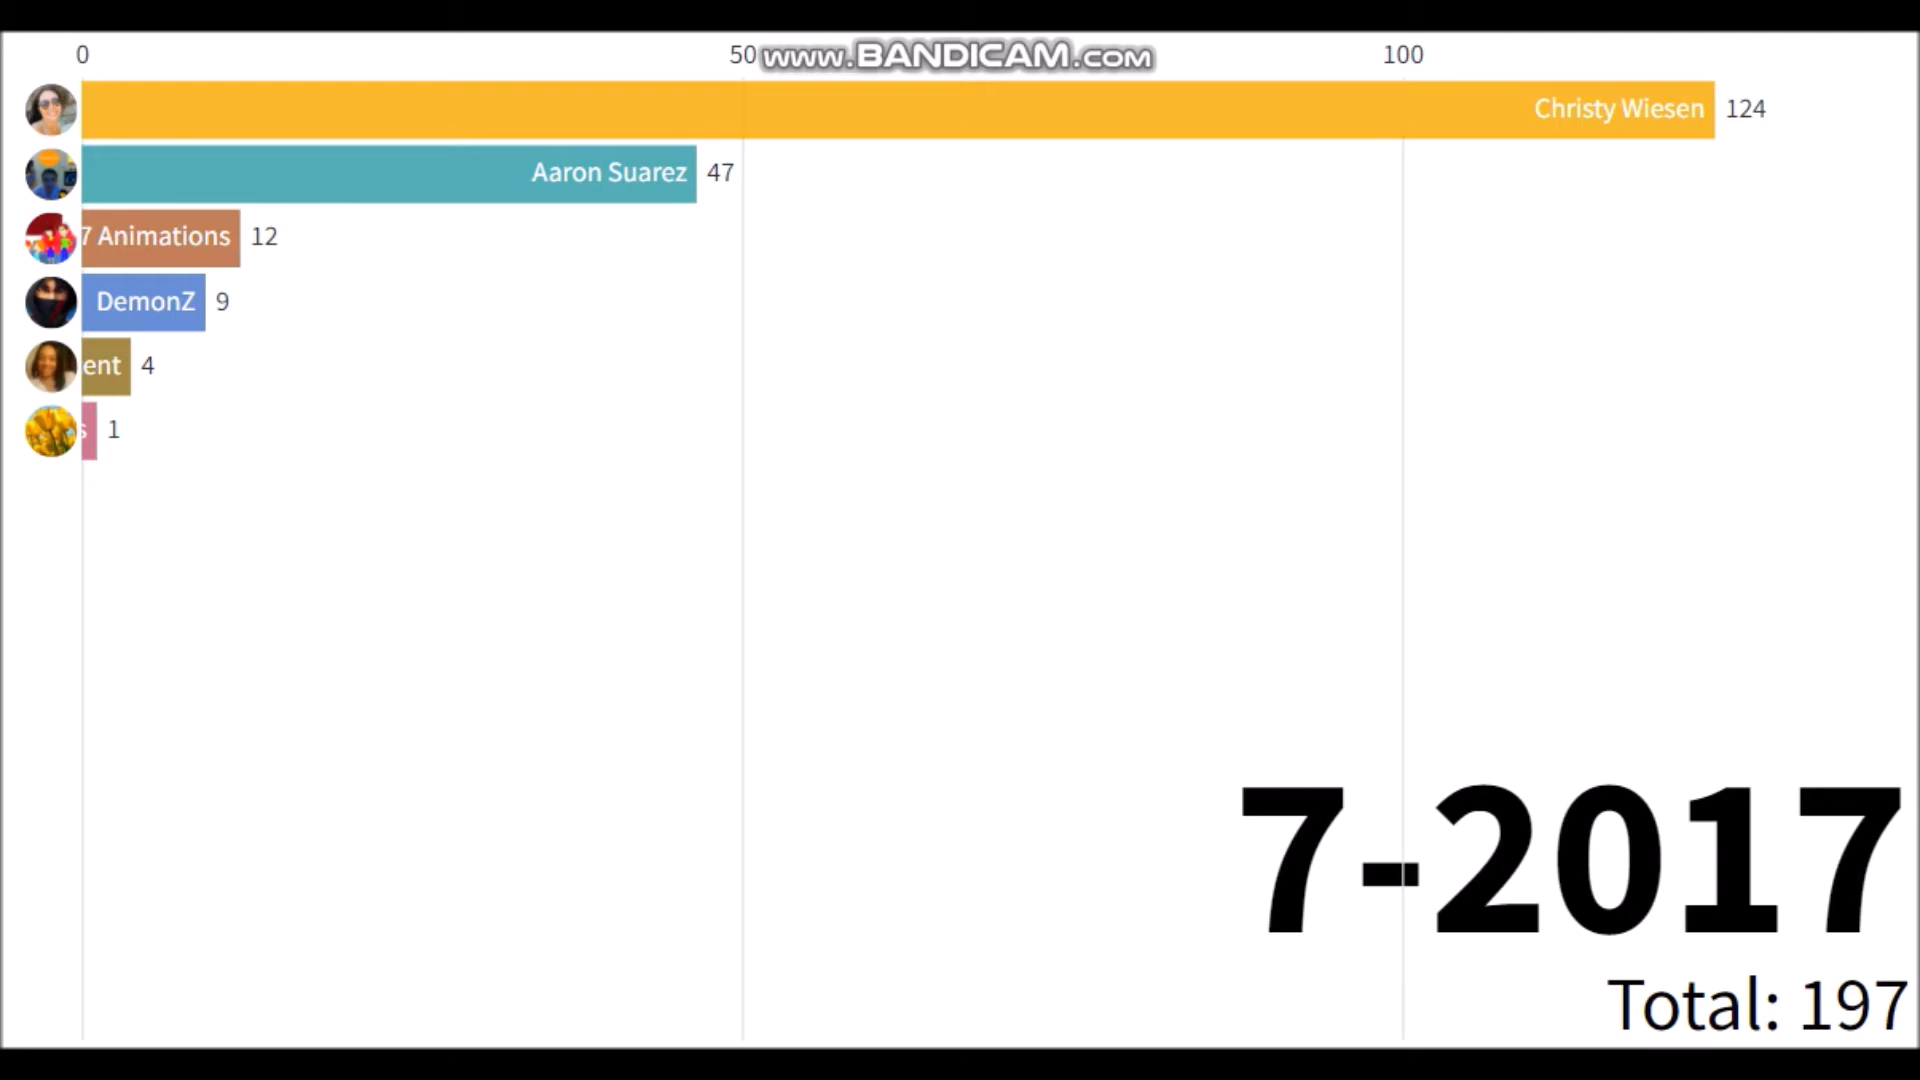 0 50 100
www.BANDICAM.com
Christy Wiesen 124
Aaron Suarez 47
7 Animations 12
DemonZ 9
ent 4
s 1
7-2017
Total: 197